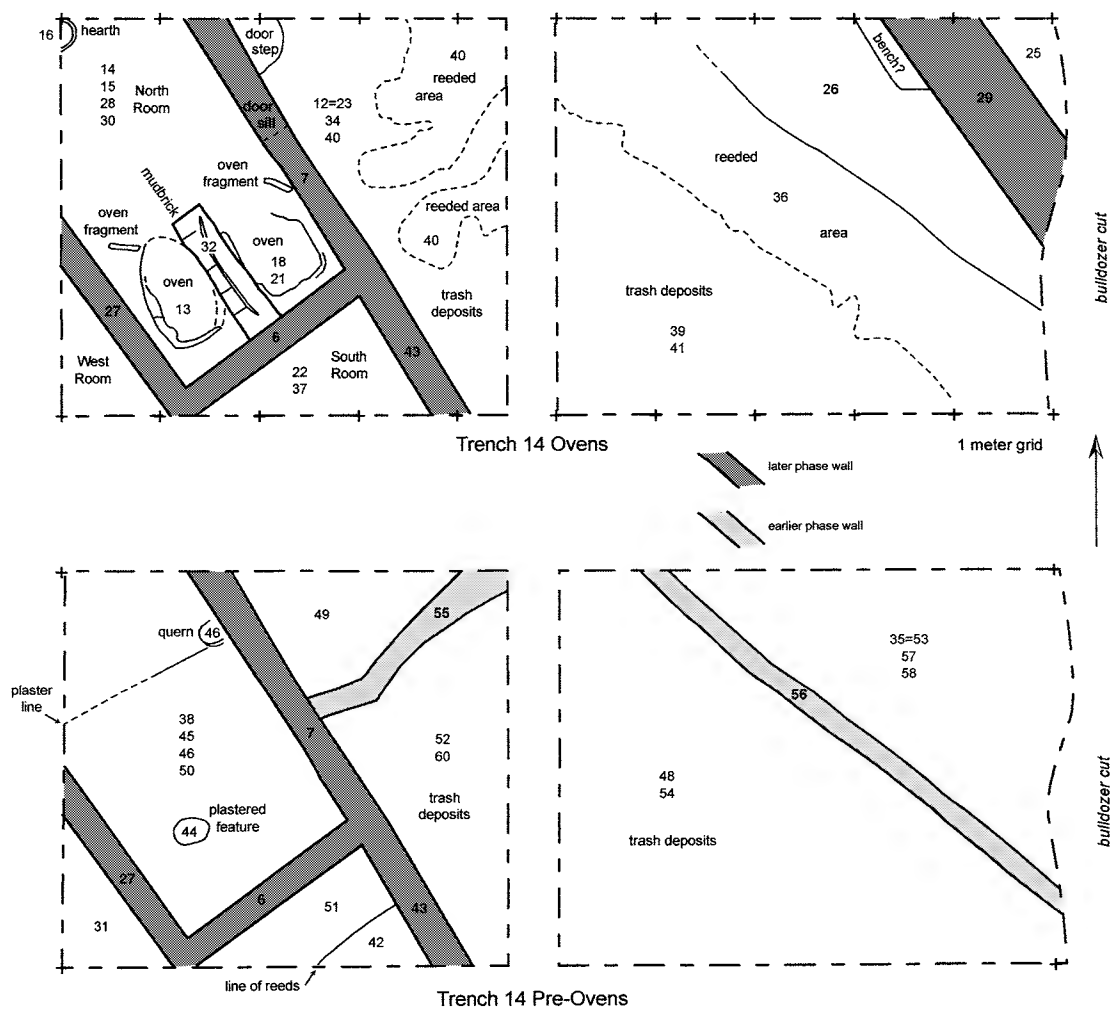 16
hearth
14
15
28
30
North
Room
door
step
door
sill
12=23
34
40
40
reeded
area
oven
fragment
7
mudbrick
oven
fragment
32
oven
18
21
oven
13
reeded area
40
trash
deposits
27
6
43
West
Room
22
37
South
Room
bench?
25
26
29
reeded
36
area
trash deposits
39
41
bulldozer cut
Trench 14 Ovens
1 meter grid
later phase wall
earlier phase wall
49
55
quern
46
plaster
line
38
45
46
50
7
52
60
trash
deposits
plastered
feature
44
27
6
51
43
31
42
line of reeds
35=53
57
58
56
48
54
trash deposits
bulldozer cut
Trench 14 Pre-Ovens